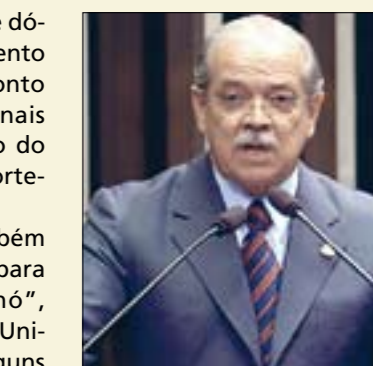 e dó-
ento
onto
nais
o do
orte-
bém
para
nó",
Uni-
guns